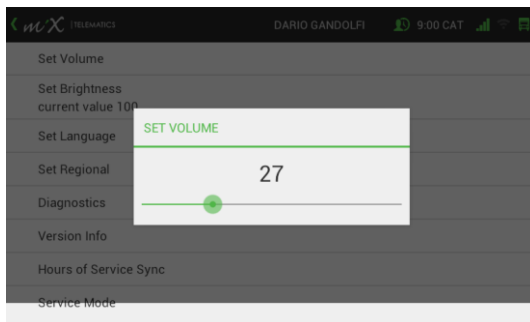 miX TELEMATICS DARIO GANDOLFI 9:00 CAT
Set Volume
Set Brightness
current value 100
Set Language
Set Regional
Diagnostics
Version Info
Hours of Service Sync
Service Mode
SET VOLUME
27